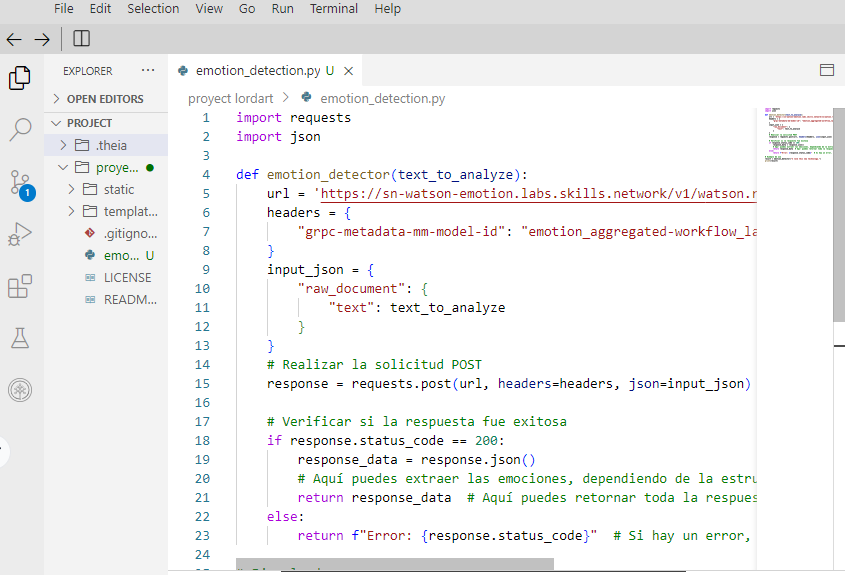 File Edit Selection View Go Run Terminal Help
EXPLORER ...
OPEN EDITORS
PROJECT
.theia
proye...
static
templat...
.gitigno...
emo... U
LICENSE
READM...
1
emotion_detection.py U
proyect lordart > emotion_detection.py
1 import requests
2 import json
3
4 def emotion_detector(text_to_analyze):
5 url = 'https://sn-watson-emotion.labs.skills.network/v1/watson.r
6 headers = {
7 "grpc-metadata-mm-model-id": "emotion_aggregated-workflow_la
8 }
9 input_json = {
10 "raw_document": {
11 "text": text_to_analyze
12 }
13 }
14 # Realizar la solicitud POST
15 response = requests.post(url, headers=headers, json=input_json)
16
17 # Verificar si la respuesta fue exitosa
18 if response.status_code == 200:
19 response_data = response.json()
20 # Aquí puedes extraer las emociones, dependiendo de la estru
21 return response_data # Aquí puedes retornar toda la respues
22 else:
23 return f"Error: {response.status_code}" # Si hay un error,
24